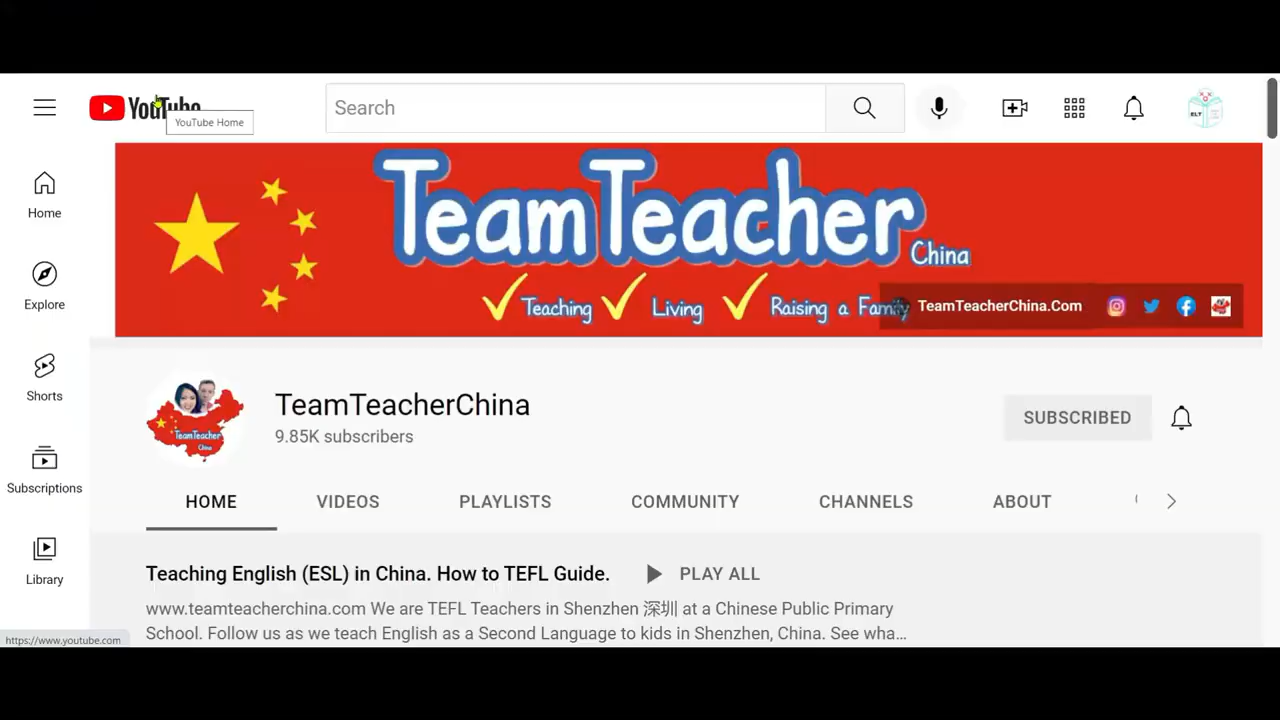 YouTube
Search
ELT
YouTube Home
Home
Explore
Shorts
Subscriptions
Library
TeamTeacher
China
Teaching Living Raising a Family
TeamTeacherChina.Com
TeamTeacher
China
TeamTeacherChina
9.85K subscribers
SUBSCRIBED
HOME VIDEOS PLAYLISTS COMMUNITY CHANNELS ABOUT
Teaching English (ESL) in China. How to TEFL Guide. PLAY ALL
www.teamteacherchina.com We are TEFL Teachers in Shenzhen 深圳 at a Chinese Public Primary
School. Follow us as we teach English as a Second Language to kids in Shenzhen, China. See wha...
https://www.youtube.com